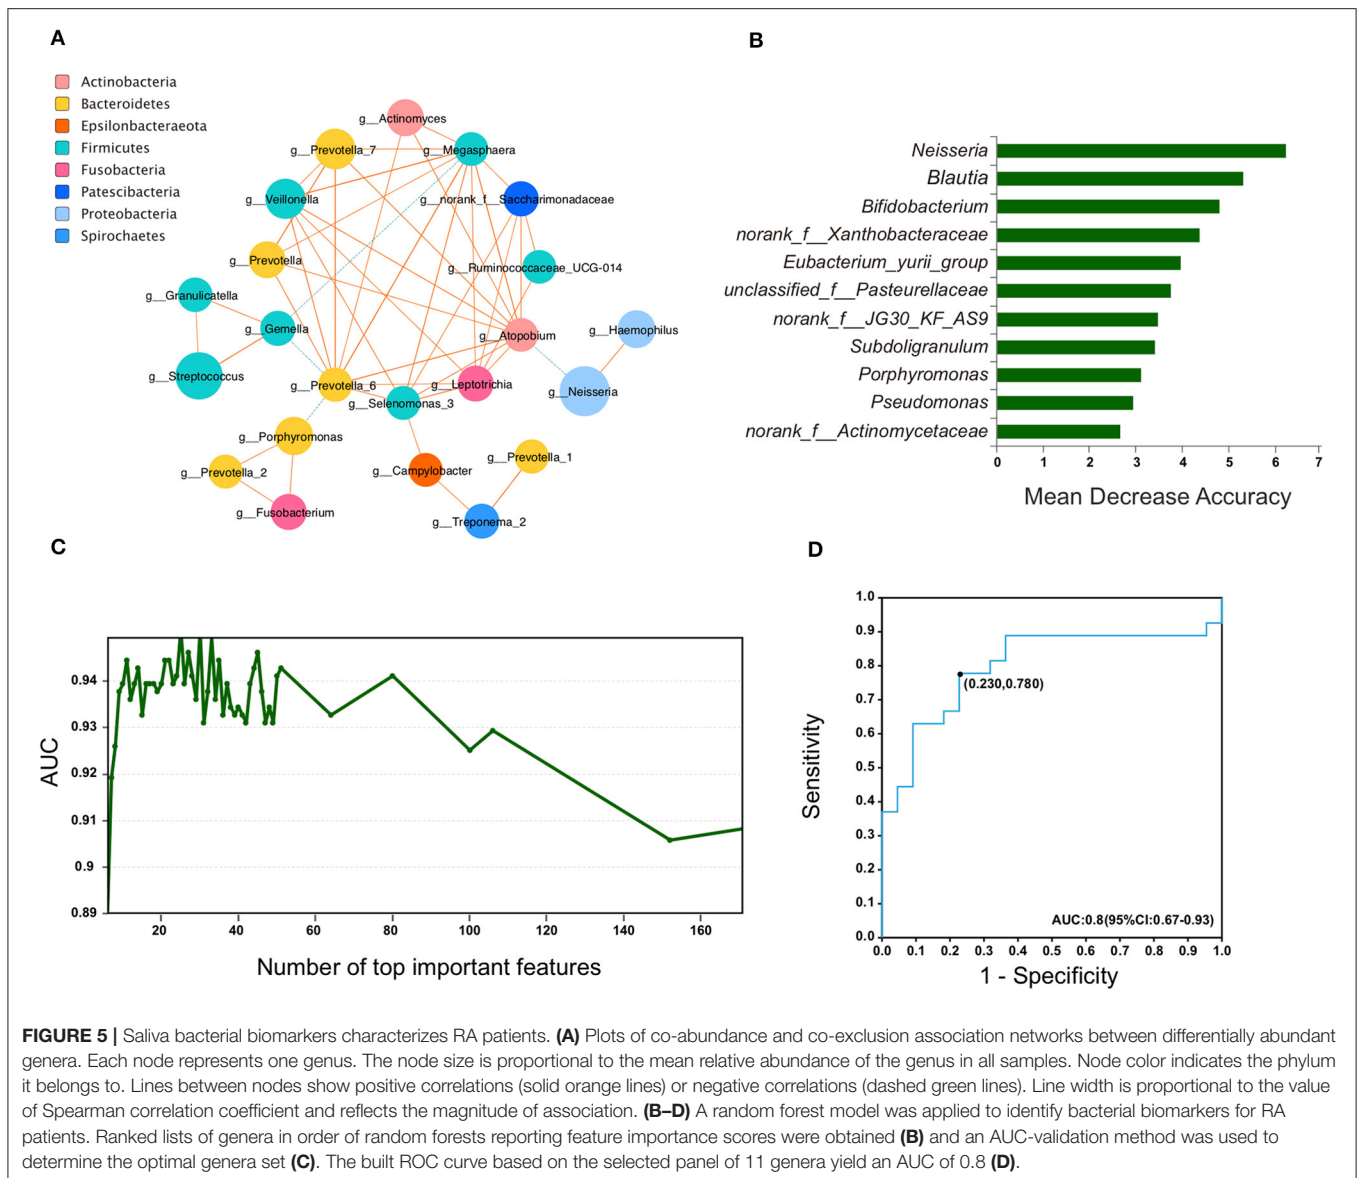 A
Actinobacteria
Bacteroidetes
Epsilonbacteraeota
Firmicutes
Fusobacteria
Patescibacteria
Proteobacteria
Spirochaetes
g__Actinomyces
g__Prevotella_7
g__Megasphaera
g__Veillonella
g__norank_f__Saccharimonadaceae
g__Prevotella
g__Ruminococcaceae_UCG-014
g__Granulicatella
g__Gemella
g__Atopobium
g__Haemophilus
g__Streptococcus
g__Prevotella_6
g__Leptotrichia
g__Neisseria
g__Selenomonas_3
g__Porphyromonas
g__Prevotella_2
g__Campylobacter
g__Prevotella_1
g__Fusobacterium
g__Treponema_2
B
Neisseria
Blautia
Bifidobacterium
norank_f__Xanthobacteraceae
Eubacterium_yurii_group
unclassified_f__Pasteurellaceae
norank_f__JG30_KF_AS9
Subdoligranulum
Porphyromonas
Pseudomonas
norank_f__Actinomycetaceae
0 1 2 3 4 5 6 7
Mean Decrease Accuracy
C
AUC
0.94
0.93
0.92
0.91
0.9
0.89
20 40 60 80 100 120 140 160
Number of top important features
D
Sensitivity
1.0
0.9
0.8
0.7
0.6
0.5
0.4
0.3
0.2
0.1
0.0
(0.230,0.780)
AUC:0.8(95%CI:0.67-0.93)
0.0 0.1 0.2 0.3 0.4 0.5 0.6 0.7 0.8 0.9 1.0
1 - Specificity
FIGURE 5 | Saliva bacterial biomarkers characterizes RA patients. (A) Plots of co-abundance and co-exclusion association networks between differentially abundant
genera. Each node represents one genus. The node size is proportional to the mean relative abundance of the genus in all samples. Node color indicates the phylum
it belongs to. Lines between nodes show positive correlations (solid orange lines) or negative correlations (dashed green lines). Line width is proportional to the value
of Spearman correlation coefficient and reflects the magnitude of association. (B–D) A random forest model was applied to identify bacterial biomarkers for RA
patients. Ranked lists of genera in order of random forests reporting feature importance scores were obtained (B) and an AUC-validation method was used to
determine the optimal genera set (C). The built ROC curve based on the selected panel of 11 genera yield an AUC of 0.8 (D).